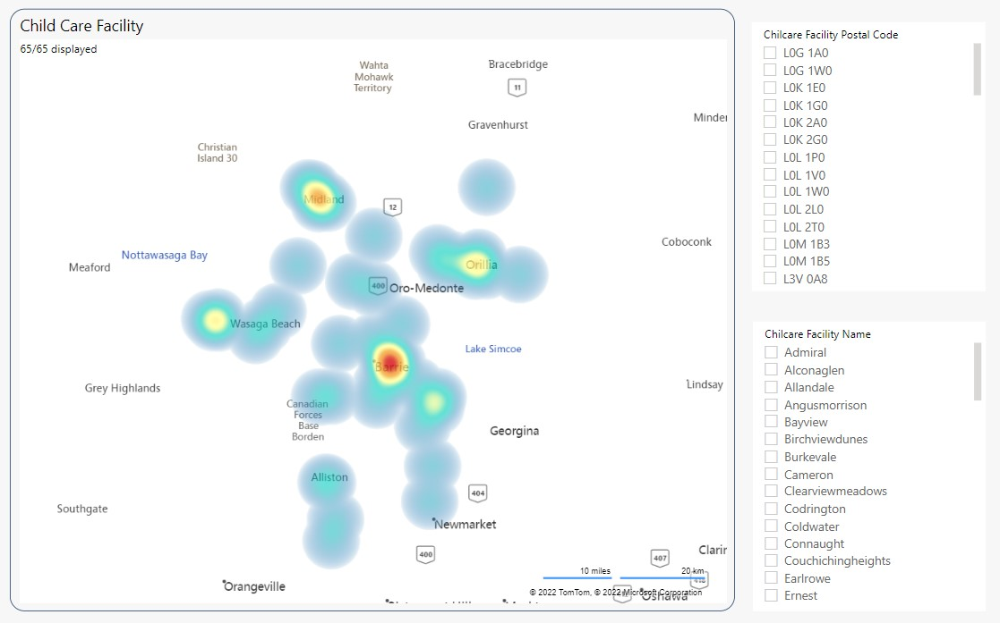 Child Care Facility
65/65 displayed
Wahta
Mohawk
Territory
Bracebridge
11
Gravenhurst
Minden
Christian
Island 30
Midland
12
Coboconk
Nottawasaga Bay
Meaford
Orillia
400
Oro-Medonte
Wasaga Beach
Lake Simcoe
Barrie
Grey Highlands
Lindsay
Canadian
Forces
Base
Borden
Georgina
Alliston
404
Southgate
Newmarket
400
407
Clarin
10 miles
20 km
Orangeville
© 2022 TomTom, © 2022 Microsoft Corporation
Oshawa
Chilcare Facility Postal Code
L0G 1A0
L0G 1W0
L0K 1E0
L0K 1G0
L0K 2A0
L0K 2G0
L0L 1P0
L0L 1V0
L0L 1W0
L0L 2L0
L0L 2T0
L0M 1B3
L0M 1B5
L3V 0A8
Chilcare Facility Name
Admiral
Alconaglen
Allandale
Angusmorrison
Bayview
Birchviewdunes
Burkevale
Cameron
Clearviewmeadows
Codrington
Coldwater
Connaught
Couchichingheights
Earlrowe
Ernest